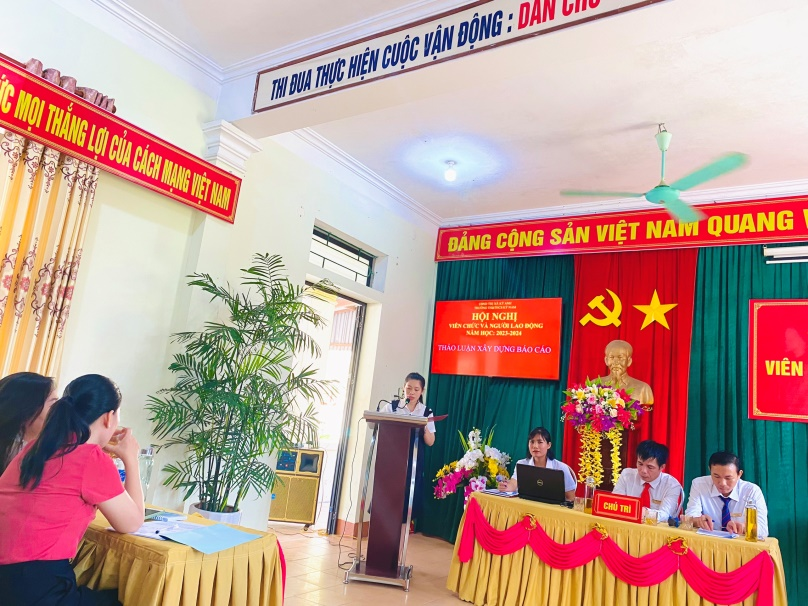 THI ĐUA THỰC HIỆN CUỘC VẬN ĐỘNG : DÂN CHỦ
ỨC MỌI THẮNG LỢI CỦA CÁCH MẠNG VIỆT NAM
ĐẢNG CỘNG SẢN VIỆT NAM QUANG V
HỘI NGHỊ
VIÊN CHỨC VÀ NGƯỜI LAO ĐỘNG
NĂM HỌC: 2023-2024
THẢO LUẬN XÂY DỰNG BÁO CÁO
VIÊN
CHỦ TRÌ
DELL